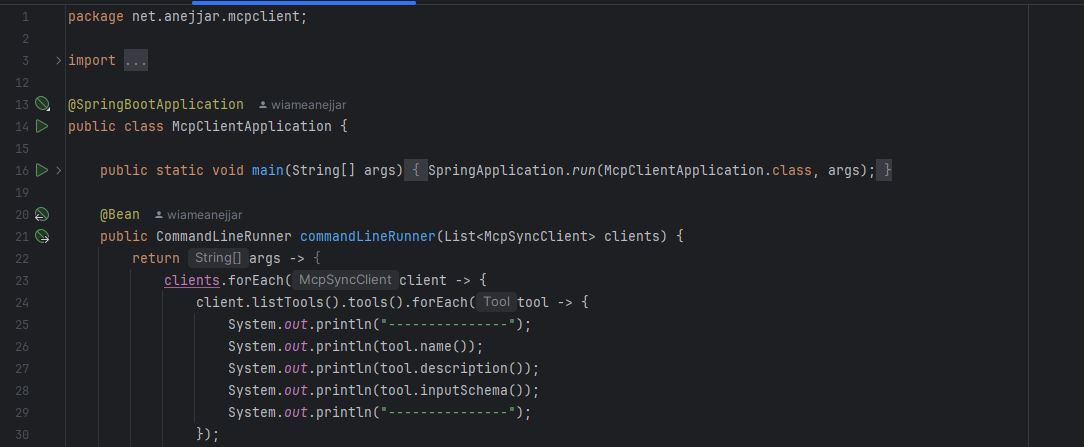 1 package net.anejjar.mcpclient;
2
3 import ...
12
13 @SpringBootApplication wiameanejjar
14 public class McpClientApplication {
15
16 public static void main(String[] args) { SpringApplication.run(McpClientApplication.class, args); }
19
20 @Bean wiameanejjar
21 public CommandLineRunner commandLineRunner(List<McpSyncClient> clients) {
22 return String[] args -> {
23 clients.forEach( McpSyncClient client -> {
24 client.listTools().tools().forEach( Tool tool -> {
25 System.out.println("---------------");
26 System.out.println(tool.name());
27 System.out.println(tool.description());
28 System.out.println(tool.inputSchema());
29 System.out.println("---------------");
30 });